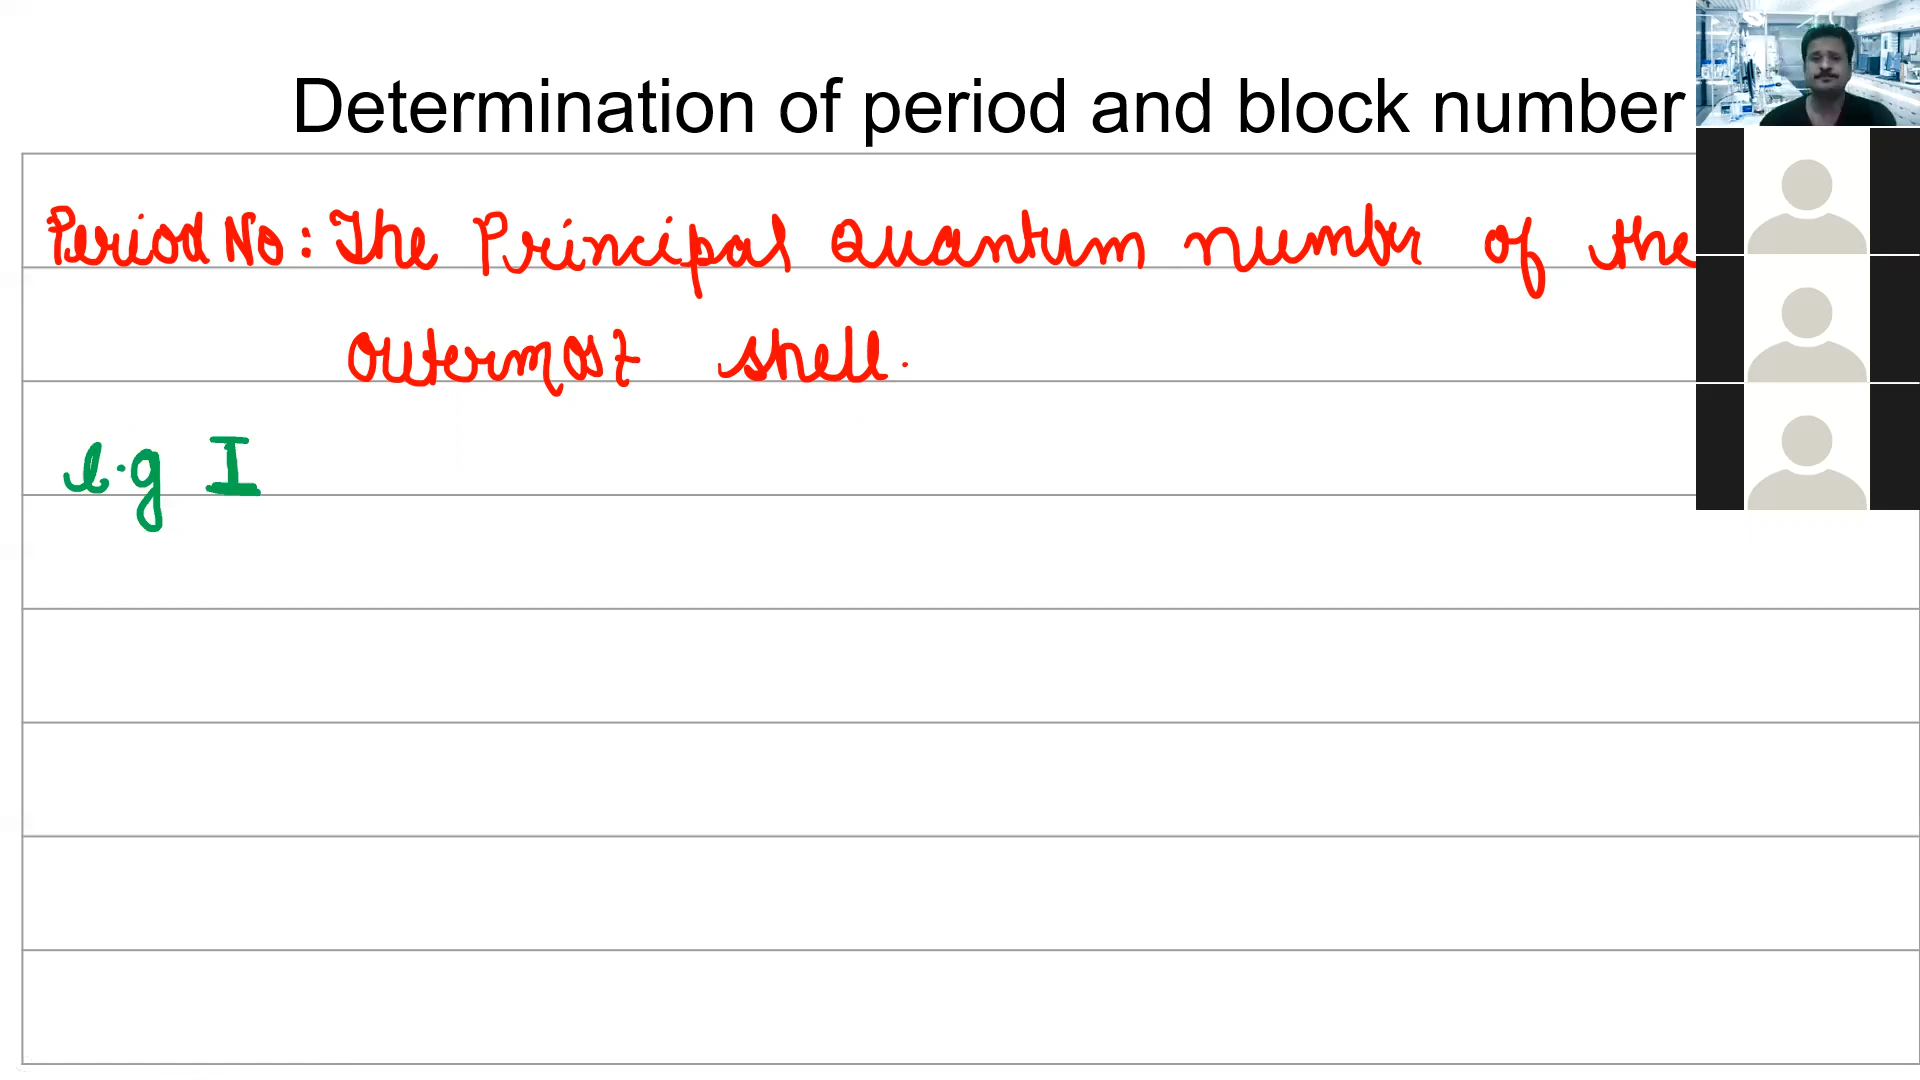 Determination of period and block number
Period No: The Principal Quantum number of the
outermost shell.
e.g I